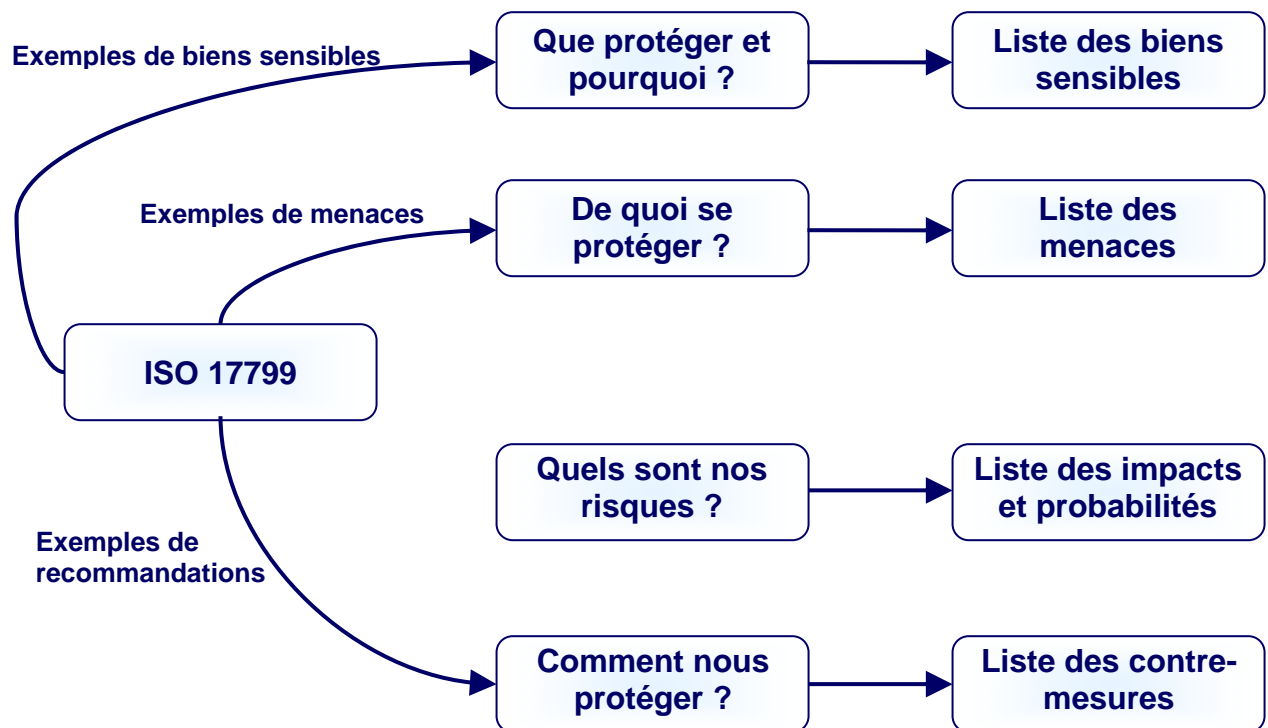 Exemples de biens sensibles
Que protéger et
pourquoi ?
Liste des biens
sensibles
Exemples de menaces
De quoi se
protéger ?
Liste des
menaces
ISO 17799
Quels sont nos
risques ?
Liste des impacts
et probabilités
Exemples de
recommandations
Comment nous
protéger ?
Liste des contre-
mesures